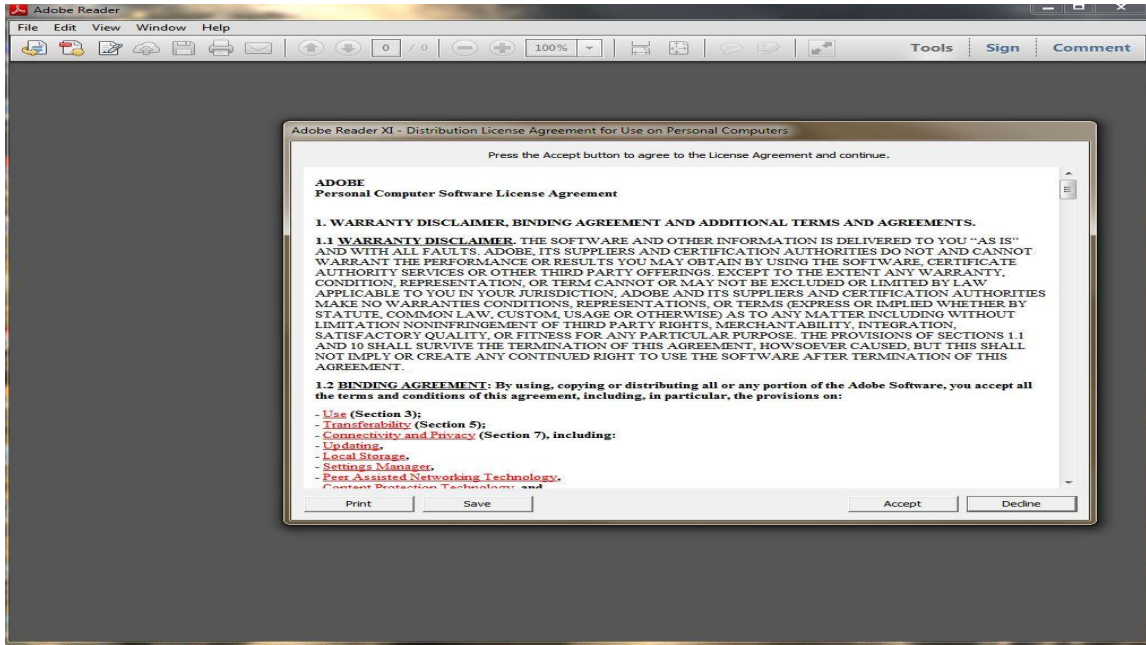 Adobe Reader
File Edit View Window Help
0 / 0 100% Tools Sign Comment
Adobe Reader XI - Distribution License Agreement for Use on Personal Computers
Press the Accept button to agree to the License Agreement and continue.
ADOBE
Personal Computer Software License Agreement
1. WARRANTY DISCLAIMER, BINDING AGREEMENT AND ADDITIONAL TERMS AND AGREEMENTS.
1.1 WARRANTY DISCLAIMER. THE SOFTWARE AND OTHER INFORMATION IS DELIVERED TO YOU “AS IS”
AND WITH ALL FAULTS. ADOBE, ITS SUPPLIERS AND CERTIFICATION AUTHORITIES DO NOT AND CANNOT
WARRANT THE PERFORMANCE OR RESULTS YOU MAY OBTAIN BY USING THE SOFTWARE, CERTIFICATE
AUTHORITY SERVICES OR OTHER THIRD PARTY OFFERINGS. EXCEPT TO THE EXTENT ANY WARRANTY,
CONDITION, REPRESENTATION, OR TERM CANNOT OR MAY NOT BE EXCLUDED OR LIMITED BY LAW
APPLICABLE TO YOU IN YOUR JURISDICTION, ADOBE AND ITS SUPPLIERS AND CERTIFICATION AUTHORITIES
MAKE NO WARRANTIES CONDITIONS, REPRESENTATIONS, OR TERMS (EXPRESS OR IMPLIED WHETHER BY
STATUTE, COMMON LAW, CUSTOM, USAGE OR OTHERWISE) AS TO ANY MATTER INCLUDING WITHOUT
LIMITATION NONINFRINGEMENT OF THIRD PARTY RIGHTS, MERCHANTABILITY, INTEGRATION,
SATISFACTORY QUALITY, OR FITNESS FOR ANY PARTICULAR PURPOSE. THE PROVISIONS OF SECTIONS 1.1
AND 10 SHALL SURVIVE THE TERMINATION OF THIS AGREEMENT, HOWSOEVER CAUSED, BUT THIS SHALL
NOT IMPLY OR CREATE ANY CONTINUED RIGHT TO USE THE SOFTWARE AFTER TERMINATION OF THIS
AGREEMENT.
1.2 BINDING AGREEMENT: By using, copying or distributing all or any portion of the Adobe Software, you accept all
the terms and conditions of this agreement, including, in particular, the provisions on:
- Use (Section 3);
- Transferability (Section 5);
- Connectivity and Privacy (Section 7), including:
- Updating,
- Local Storage,
- Settings Manager,
- Peer Assisted Networking Technology,
- Content Protection Technology, and
Print Save Accept Decline